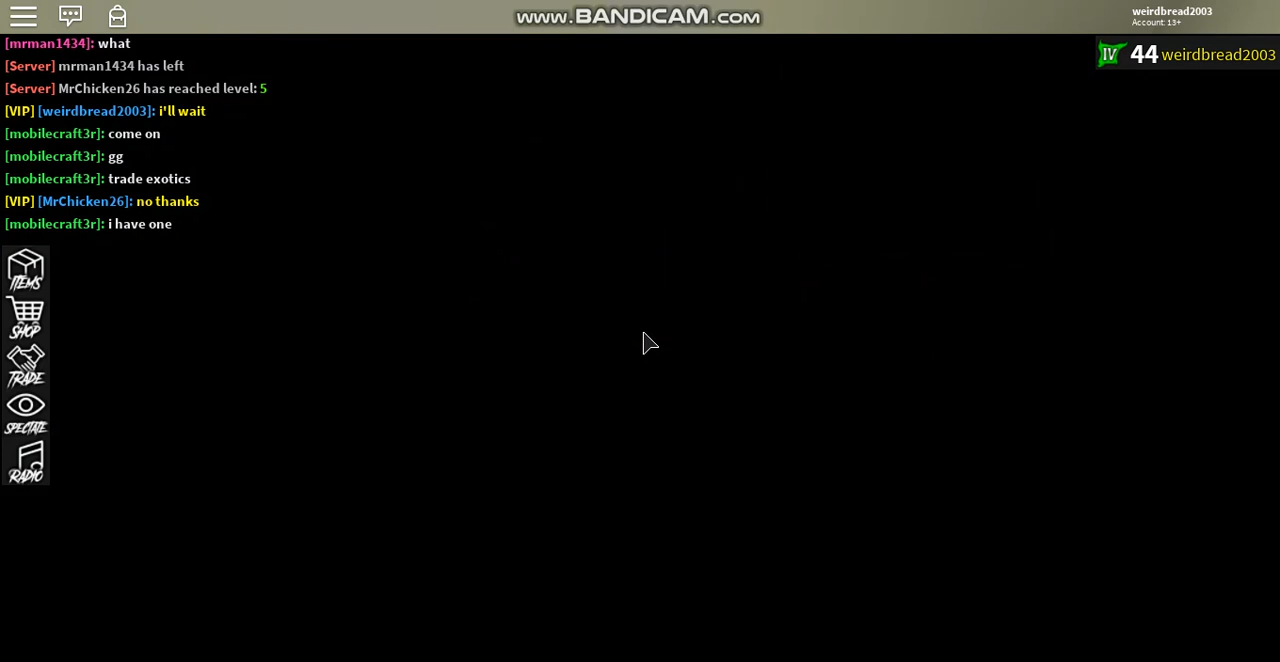 www.BANDICAM.com
weirdbread2003
Account: 13+
IV 44 weirdbread2003
[mrman1434]: what
[Server] mrman1434 has left
[Server] MrChicken26 has reached level: 5
[VIP] [weirdbread2003]: i'll wait
[mobilecraft3r]: come on
[mobilecraft3r]: gg
[mobilecraft3r]: trade exotics
[VIP] [MrChicken26]: no thanks
[mobilecraft3r]: i have one
ITEMS
SHOP
TRADE
SPECTATE
RADIO